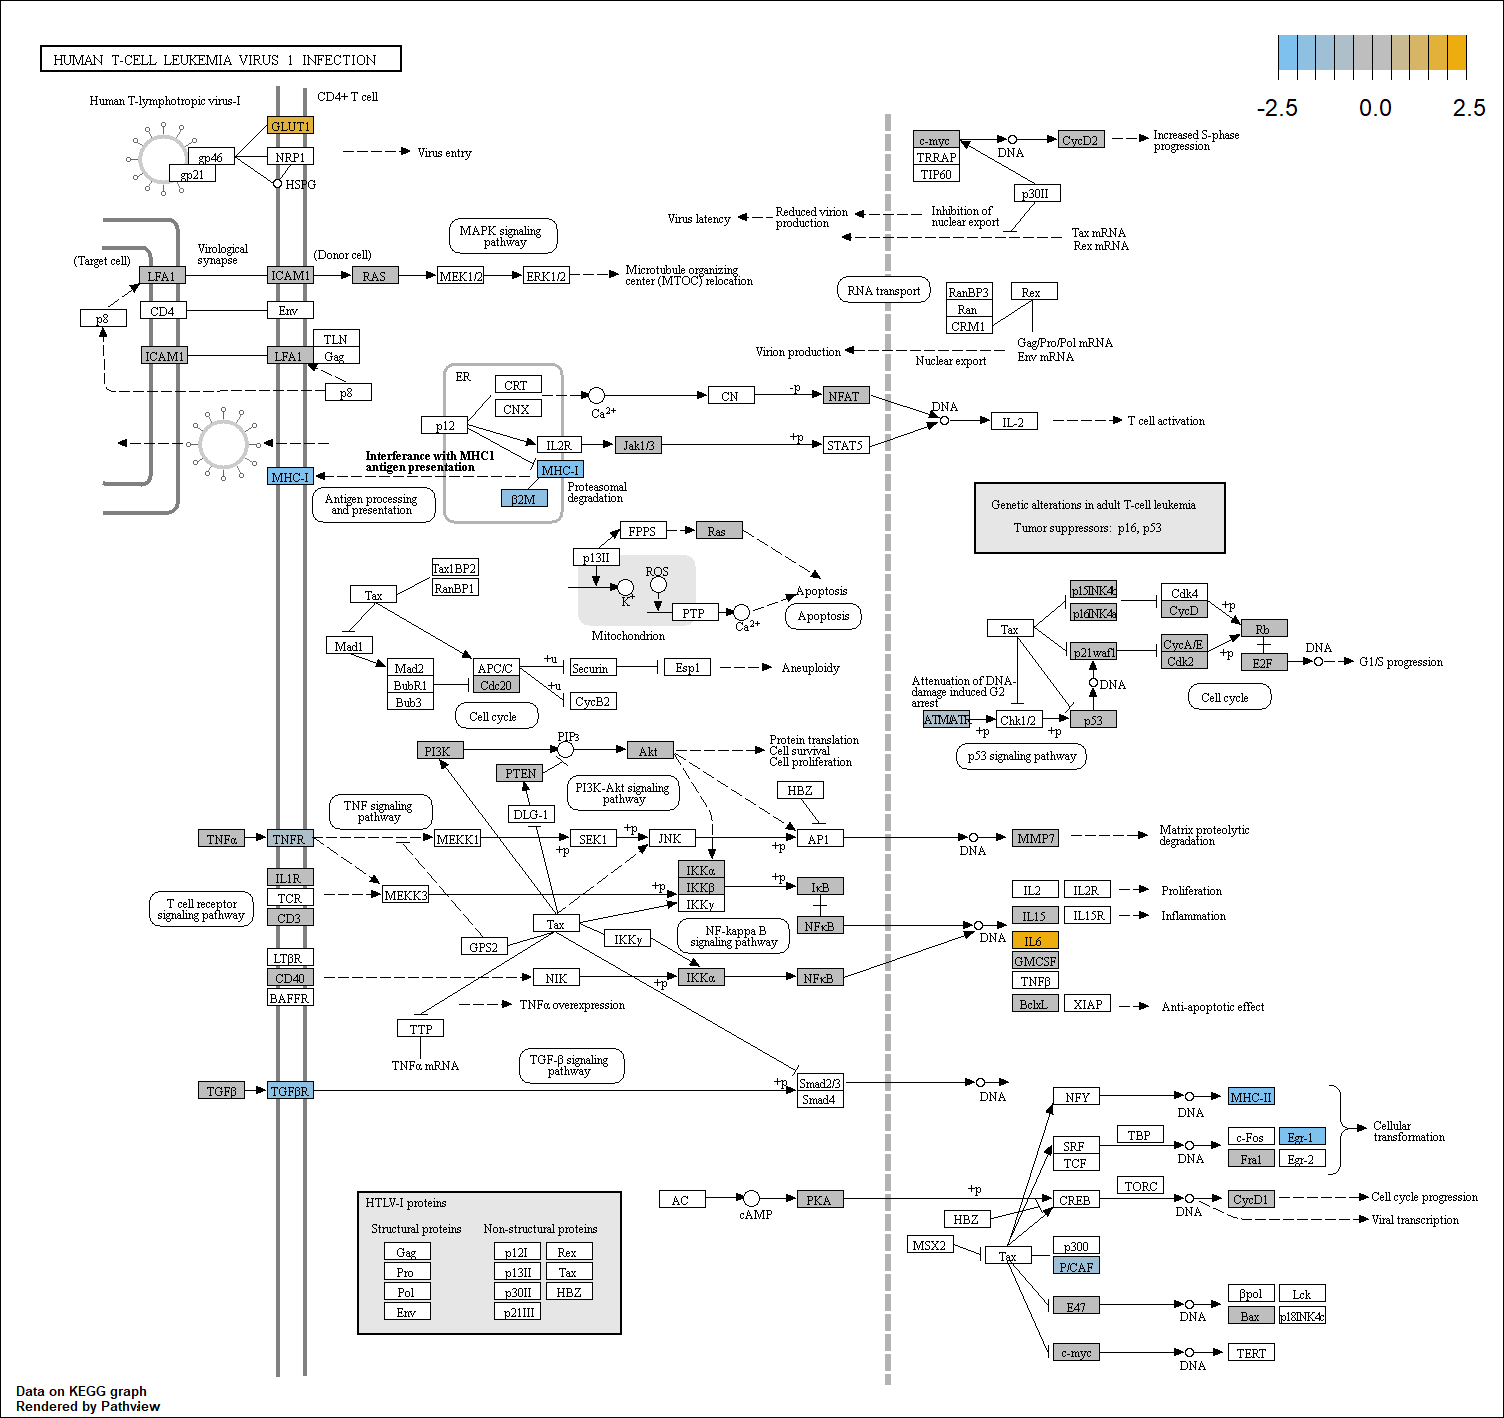 HUMAN T-CELL LEUKEMIA VIRUS 1 INFECTION
-2.5 0.0 2.5
Human T-lymphotropic virus-I
CD4+ T cell
GLUT1
gp46
gp21
NRP1
HSPG
Virus entry
c-myc
TRRAP
TIP60
DNA
CycD2
Increased S-phase
progression
p30II
Virus latency
Reduced virion
production
Inhibition of
nuclear export
Tax mRNA
Rex mRNA
MAPK signaling
pathway
(Target cell)
Virological
synapse
(Donor cell)
LFA1
ICAM1
RAS
MEK1/2
ERK1/2
Microtubule organizing
center (MTOC) relocation
p8
CD4
Env
ICAM1
LFA1
TLN
Gag
p8
RNA transport
RanBP3
Ran
CRM1
Rex
Gag/Pro/Pol mRNA
Env mRNA
Virion production
Nuclear export
ER
CRT
CNX
p12
Ca2+
CN
-p
NFAT
IL2R
Jak1/3
+p
STAT5
DNA
IL-2
T cell activation
Interferance with MHC1
antigen presentation
MHC-I
MHC-I
β2M
Proteasomal
degradation
Antigen processing
and presentation
Genetic alterations in adult T-cell leukemia
Tumor suppressors: p16, p53
FPPS
Ras
p13II
ROS
K+
PTP
Ca2+
Mitochondrion
Apoptosis
Apoptosis
Tax1BP2
RanBP1
Tax
Mad1
Mad2
BubR1
Bub3
APC/C
Cdc20
+u
+u
Securin
CycB2
Esp1
Aneuploidy
Cell cycle
p15INK4c
p16INK4a
Cdk4
CycD
+p
Tax
p21waf1
CycA/E
Cdk2
+p
Rb
E2F
DNA
G1/S progression
DNA
Attenuation of DNA-
damage induced G2
arrest
ATM/ATR
+p
Chk1/2
+p
p53
Cell cycle
p53 signaling pathway
PI3K
PIP3
Akt
Protein translation
Cell survival
Cell proliferation
PTEN
PI3K-Akt signaling
pathway
DLG-1
HBZ
TNF signaling
pathway
TNFα
TNFR
MEKK1
+p
SEK1
+p
JNK
+p
AP1
DNA
MMP7
Matrix proteolytic
degradation
IL1R
TCR
CD3
T cell receptor
signaling pathway
MEKK3
+p
IKKα
IKKβ
IKKγ
+p
IκB
NFκB
Tax
IKKγ
NF-kappa B
signaling pathway
GPS2
DNA
IL2
IL2R
Proliferation
IL15
IL15R
Inflammation
IL6
GMCSF
TNFβ
BclxL
XIAP
Anti-apoptotic effect
LTβR
CD40
BAFFR
NIK
+p
IKKα
NFκB
TNFα overexpression
TTP
TNFα mRNA
TGF-β signaling
pathway
TGFβ
TGFβR
+p
Smad2/3
Smad4
DNA
NFY
DNA
MHC-II
SRF
TCF
TBP
DNA
c-Fos
Egr-1
Fra1
Egr-2
Cellular
transformation
AC
cAMP
PKA
+p
CREB
TORC
DNA
CycD1
Cell cycle progression
Viral transcription
HBZ
MSX2
Tax
p300
P/CAF
E47
DNA
βpol
Lck
Bax
p18INK4c
c-myc
DNA
TERT
HTLV-I proteins
Structural proteins
Non-structural proteins
Gag
p12I
Rex
Pro
p13II
Tax
Pol
p30II
HBZ
Env
p21III
Data on KEGG graph
Rendered by Pathview